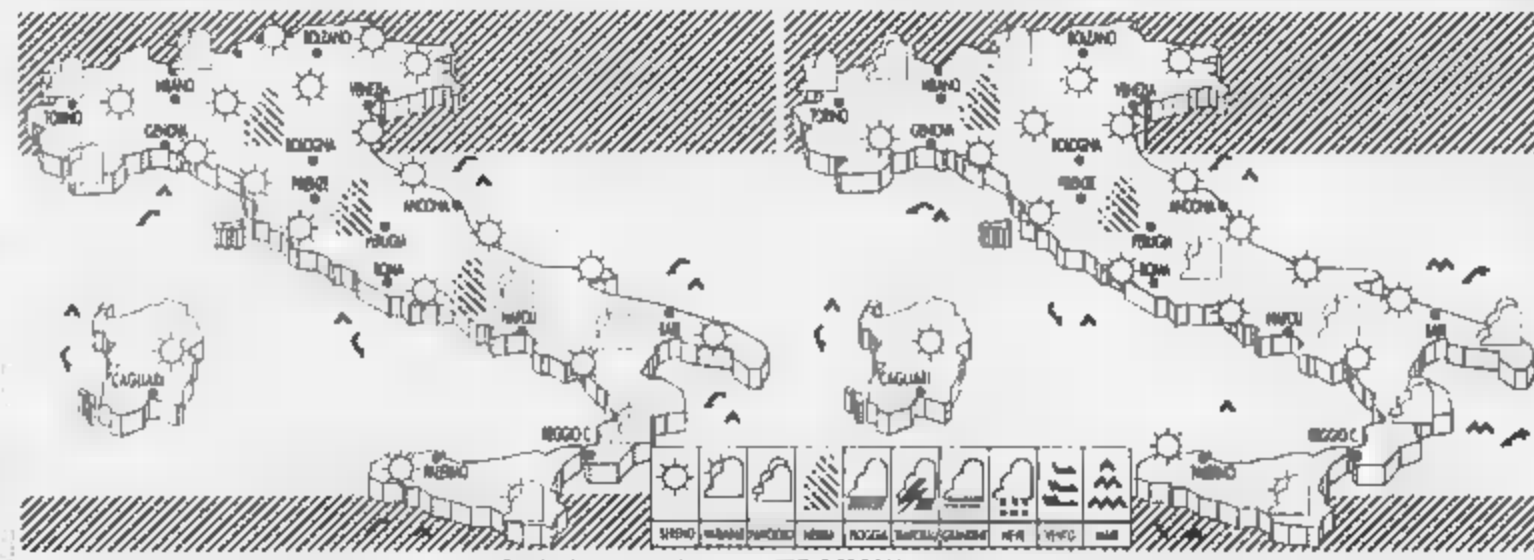 BOLZANO
MILANO
VENEZIA
TORINO
GENOVA
BOLOGNA
FIRENZE
ANCONA
PERUGIA
ROMA
NAPOLI
BARI
CAGLIARI
REGGIO C.
PALERMO
BOLZANO
MILANO
VENEZIA
TORINO
GENOVA
BOLOGNA
FIRENZE
ANCONA
PERUGIA
ROMA
NAPOLI
BARI
CAGLIARI
REGGIO C.
PALERMO
SERENO VARIABILE NUVOLOSO NEBBIA PIOGGIA TEMPORALE GRANDINE NEVE VENTO MARE